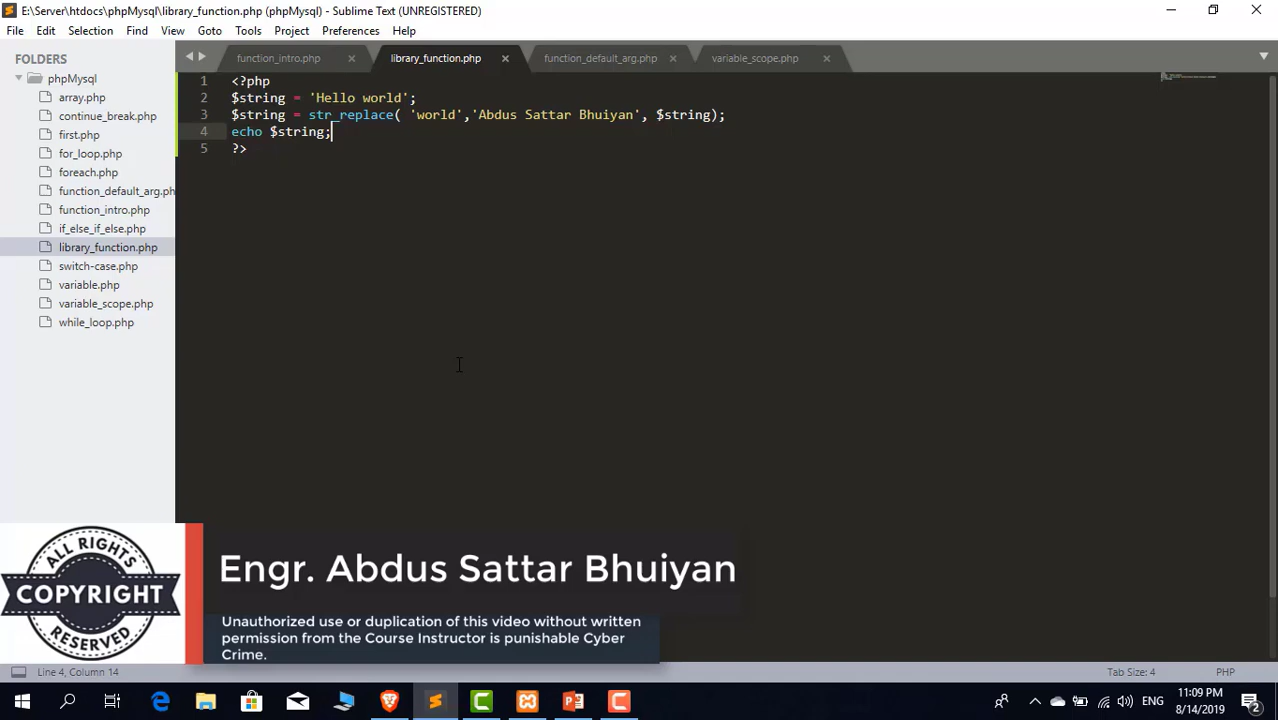 E:\Server\htdocs\phpMysql\library_function.php (phpMysql) - Sublime Text (UNREGISTERED)
File Edit Selection Find View Goto Tools Project Preferences Help
FOLDERS
phpMysql
array.php
continue_break.php
first.php
for_loop.php
foreach.php
function_default_arg.ph
function_intro.php
if_else_if_else.php
library_function.php
switch-case.php
variable.php
variable_scope.php
while_loop.php
function_intro.php library_function.php function_default_arg.php variable_scope.php
1 <?php
2 $string = 'Hello world';
3 $string = str_replace( 'world','Abdus Sattar Bhuiyan', $string);
4 echo $string;
5 ?>
ALL RIGHTS
COPYRIGHT
RESERVED
Engr. Abdus Sattar Bhuiyan
Unauthorized use or duplication of this video without written
permission from the Course Instructor is punishable Cyber
Crime.
Line 4, Column 14 Tab Size: 4 PHP
ENG
11:09 PM
8/14/2019
2